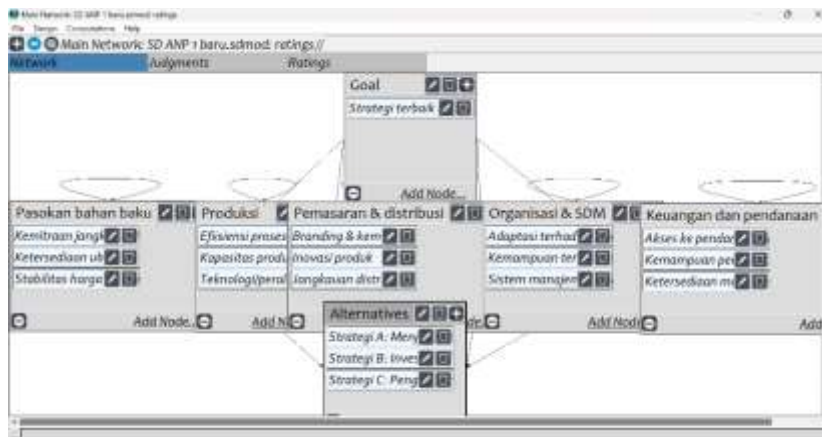 Main Network: SD ANP 1 baru.sdmod: ratings
File Design Computations Help
Main Network: SD ANP 1 baru.sdmod: ratings//
Network Judgments Ratings
Goal
Strategi terbaik
Add Node...
Pasokan bahan baku
Kemitraan jangk
Ketersediaan ub
Stabilitas harga
Add Node..
Produksi
Efisiensi proses
Kapasitas produ
Teknologi/peral
Add N
Pemasaran & distribusi
Branding & kem
Inovasi produk
Jangkauan distr
de..
Organisasi & SDM
Adaptasi terhad
Kemampuan ter
Sistem manajem
Add Nod
Keuangan dan pendanaan
Akses ke pendan
Kemampuan pen
Ketersediaan mo
Add
Alternatives
Strategi A: Meny
Strategi B: Inves
Strategi C: Peng